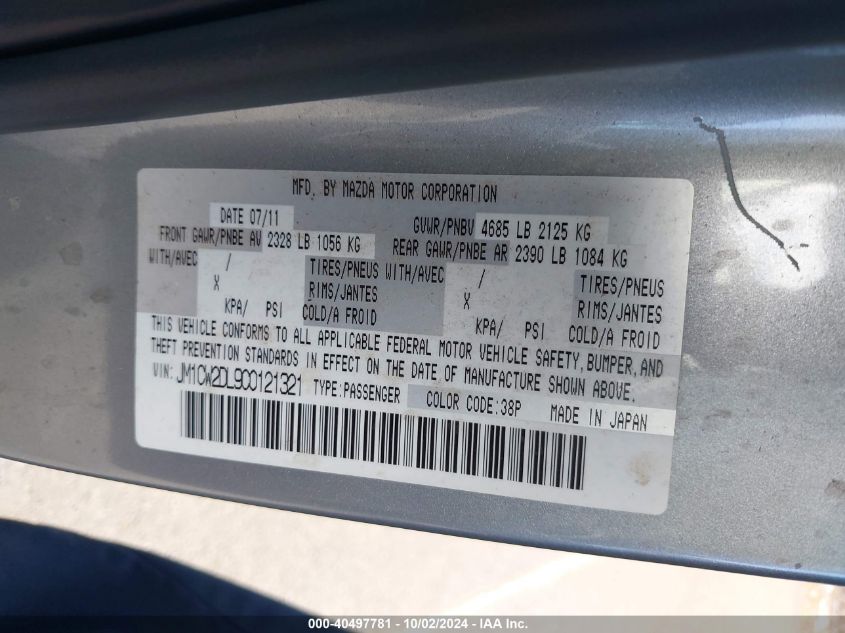 MFD. BY MAZDA MOTOR CORPORATION
DATE 07/11 GVWR/PNBV 4685 LB 2125 KG
FRONT GAWR/PNBE AV 2328 LB 1056 KG REAR GAWR/PNBE AR 2390 LB 1084 KG
WITH/AVEC / TIRES/PNEUS WITH/AVEC / TIRES/PNEUS
X RIMS/JANTES X RIMS/JANTES
KPA/ PSI COLD/A FROID KPA/ PSI COLD/A FROID
THIS VEHICLE CONFORMS TO ALL APPLICABLE FEDERAL MOTOR VEHICLE SAFETY, BUMPER, AND
THEFT PREVENTION STANDARDS IN EFFECT ON THE DATE OF MANUFACTURE SHOWN ABOVE.
VIN: JM1CW2DL9C0121321 TYPE:PASSENGER COLOR CODE:38P MADE IN JAPAN
000-40497781 - 10/02/2024 - IAAI - Insurance Auto Auctions, Inc.